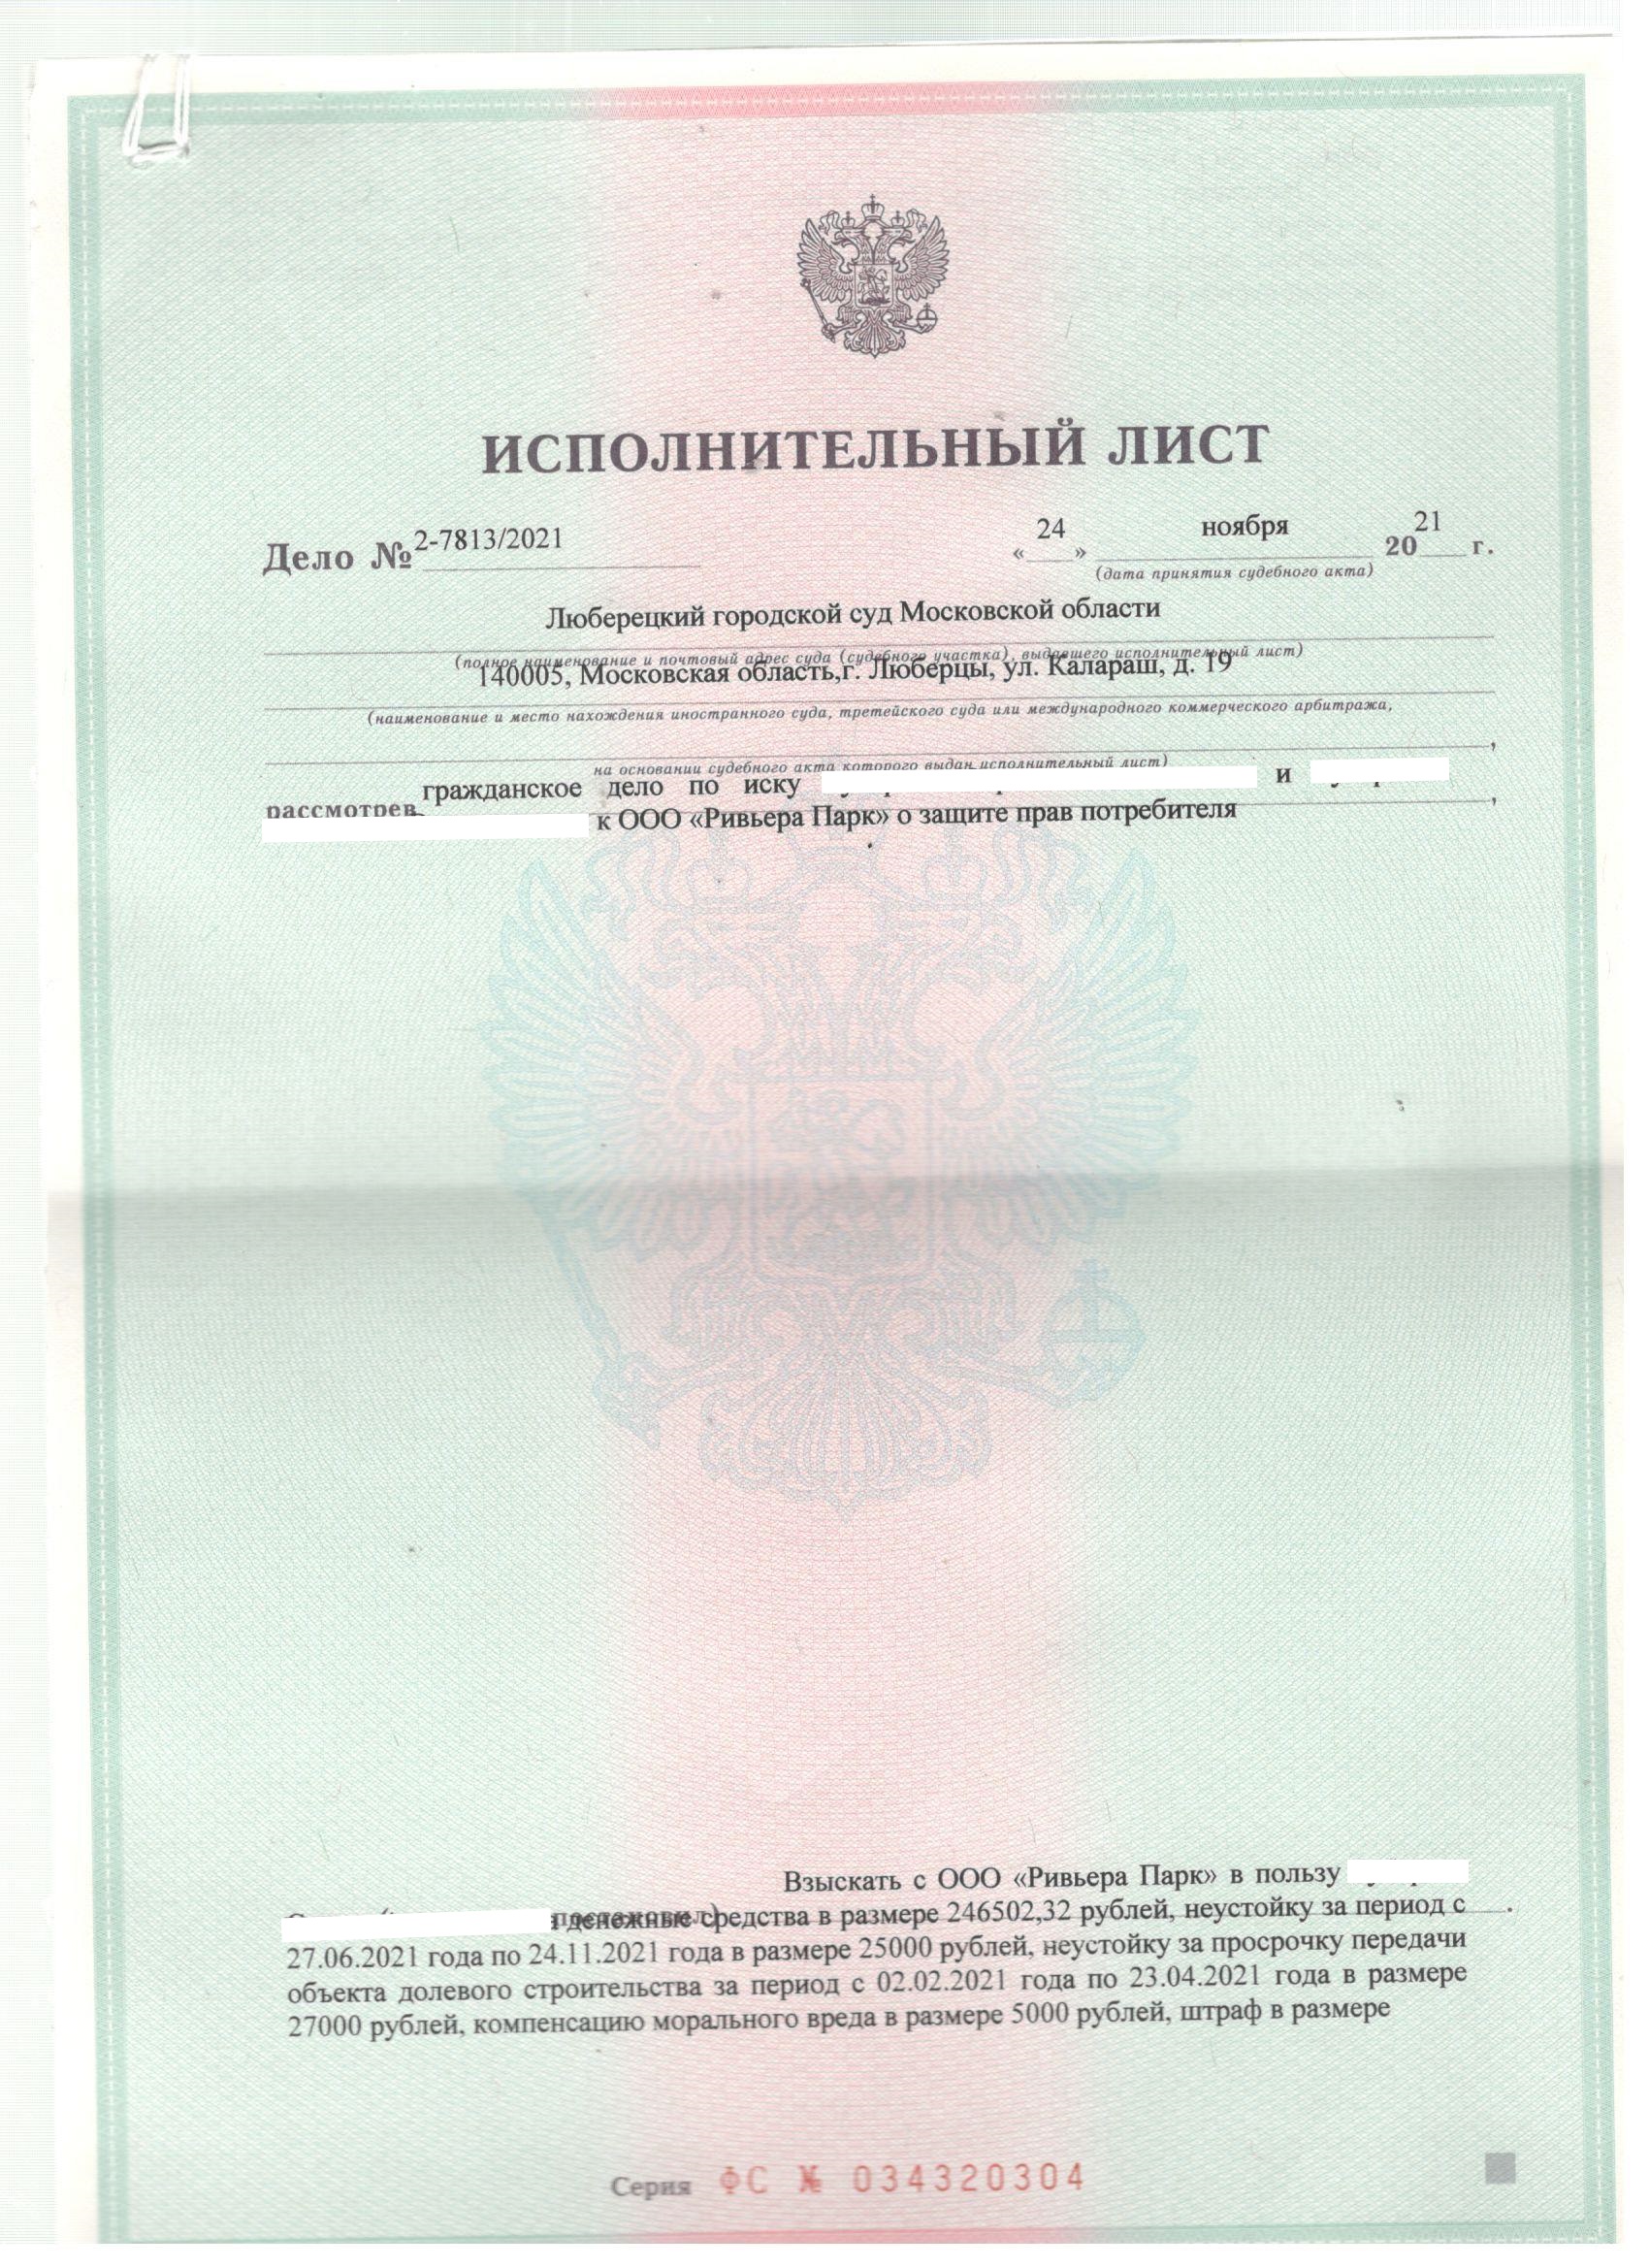 ИСПОЛНИТЕЛЬНЫЙ ЛИСТ
Дело № 2-7813/2021 « 24 » ноября 20 21 г.
(дата принятия судебного акта)
Люберецкий городской суд Московской области
(полное наименование и почтовый адрес суда (судебного участка), выдавшего исполнительный лист)
140005, Московская область,г. Люберцы, ул. Калараш, д. 19
(наименование и место нахождения иностранного суда, третейского суда или международного коммерческого арбитража,
,
на основании судебного акта которого выдан исполнительный лист)
рассмотрев гражданское дело по иску и ,
к ООО «Ривьера Парк» о защите прав потребителя
Взыскать с ООО «Ривьера Парк» в пользу
денежные средства в размере 246502,32 рублей, неустойку за период с .
27.06.2021 года по 24.11.2021 года в размере 25000 рублей, неустойку за просрочку передачи
объекта долевого строительства за период с 02.02.2021 года по 23.04.2021 года в размере
27000 рублей, компенсацию морального вреда в размере 5000 рублей, штраф в размере
Серия ФС № 034320304